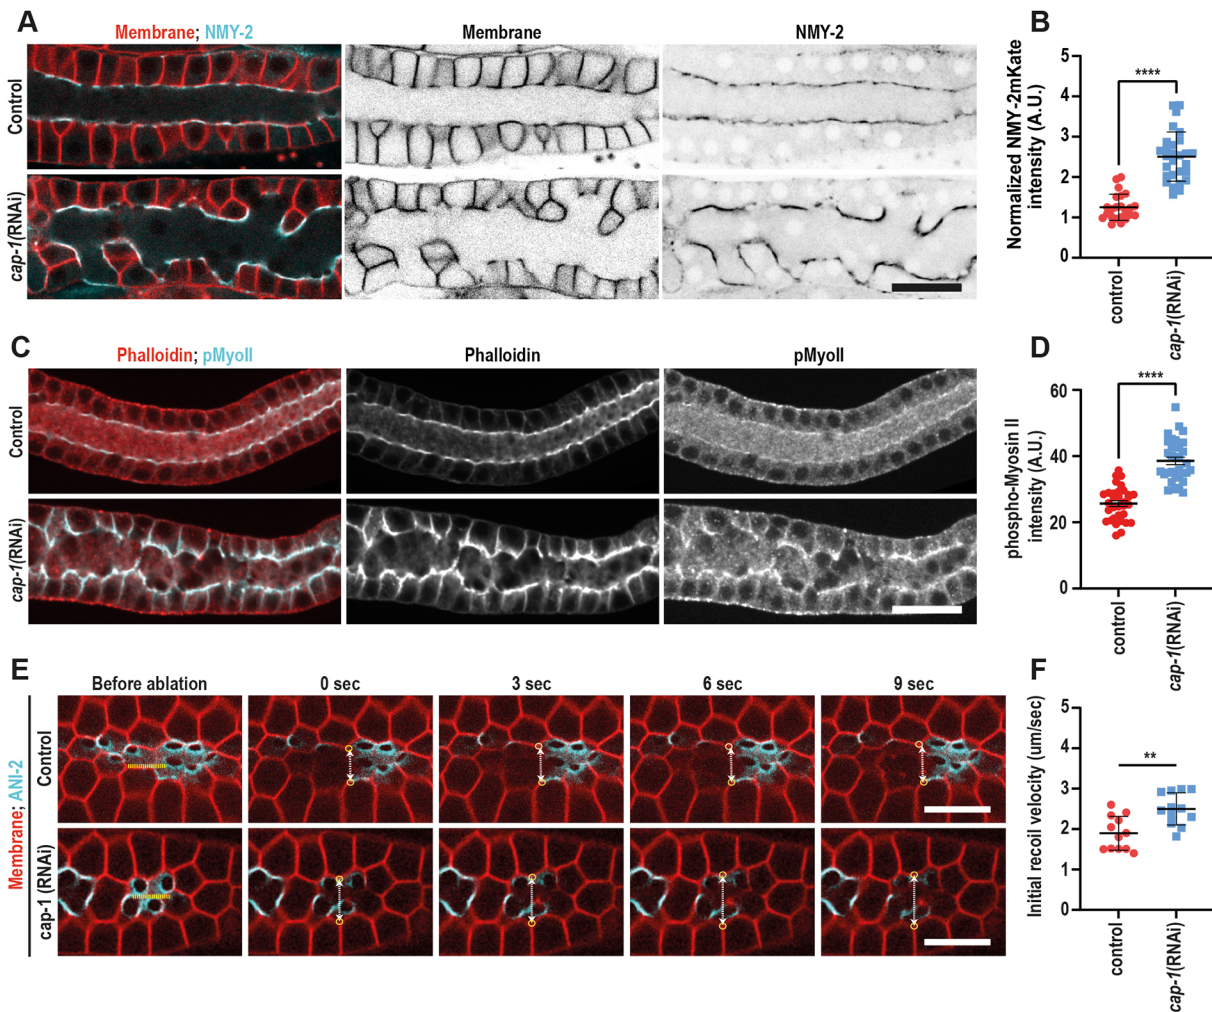 A
Membrane; NMY-2
Membrane
NMY-2
Control
cap-1(RNAi)
B
Normalized NMY-2mKate
intensity (A.U.)
5
4
3
2
1
0
****
control
cap-1(RNAi)
C
Phalloidin; pMyoII
Phalloidin
pMyoII
Control
cap-1(RNAi)
D
phospho-Myosin II
intensity (A.U.)
60
40
20
0
****
control
cap-1(RNAi)
E
Before ablation
0 sec
3 sec
6 sec
9 sec
Membrane; ANI-2
Control
cap-1 (RNAi)
F
Initial recoil velocity (um/sec)
5
4
3
2
1
0
**
control
cap-1(RNAi)